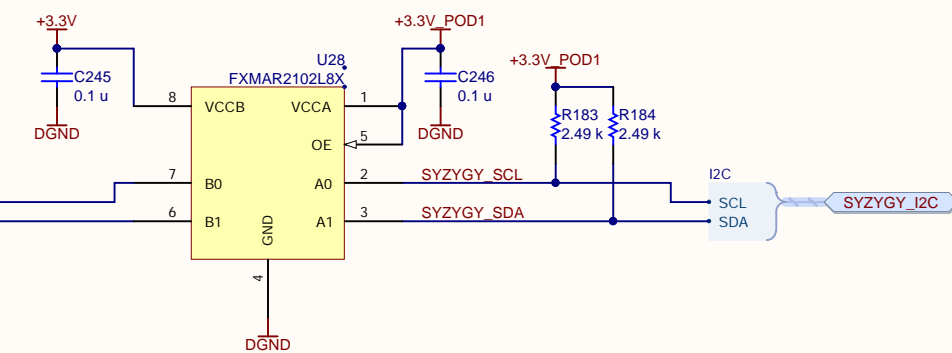 +3.3V
+3.3V_POD1
U28
+3.3V_POD1
C245
0.1 u
FXMAR2102L8X
C246
0.1 u
8
VCCB
VCCA
1
R183
2.49 k
R184
2.49 k
DGND
DGND
OE
5
7
B0
A0
2
SYZYGY_SCL
I2C
SCL
SYZYGY_I2C
6
B1
A1
3
SYZYGY_SDA
SDA
GND
4
DGND